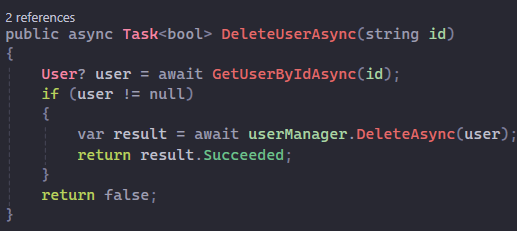 2 references
public async Task<bool> DeleteUserAsync(string id)
{
    User? user = await GetUserByIdAsync(id);
    if (user != null)
    {
        var result = await userManager.DeleteAsync(user);
        return result.Succeeded;
    }
    return false;
}